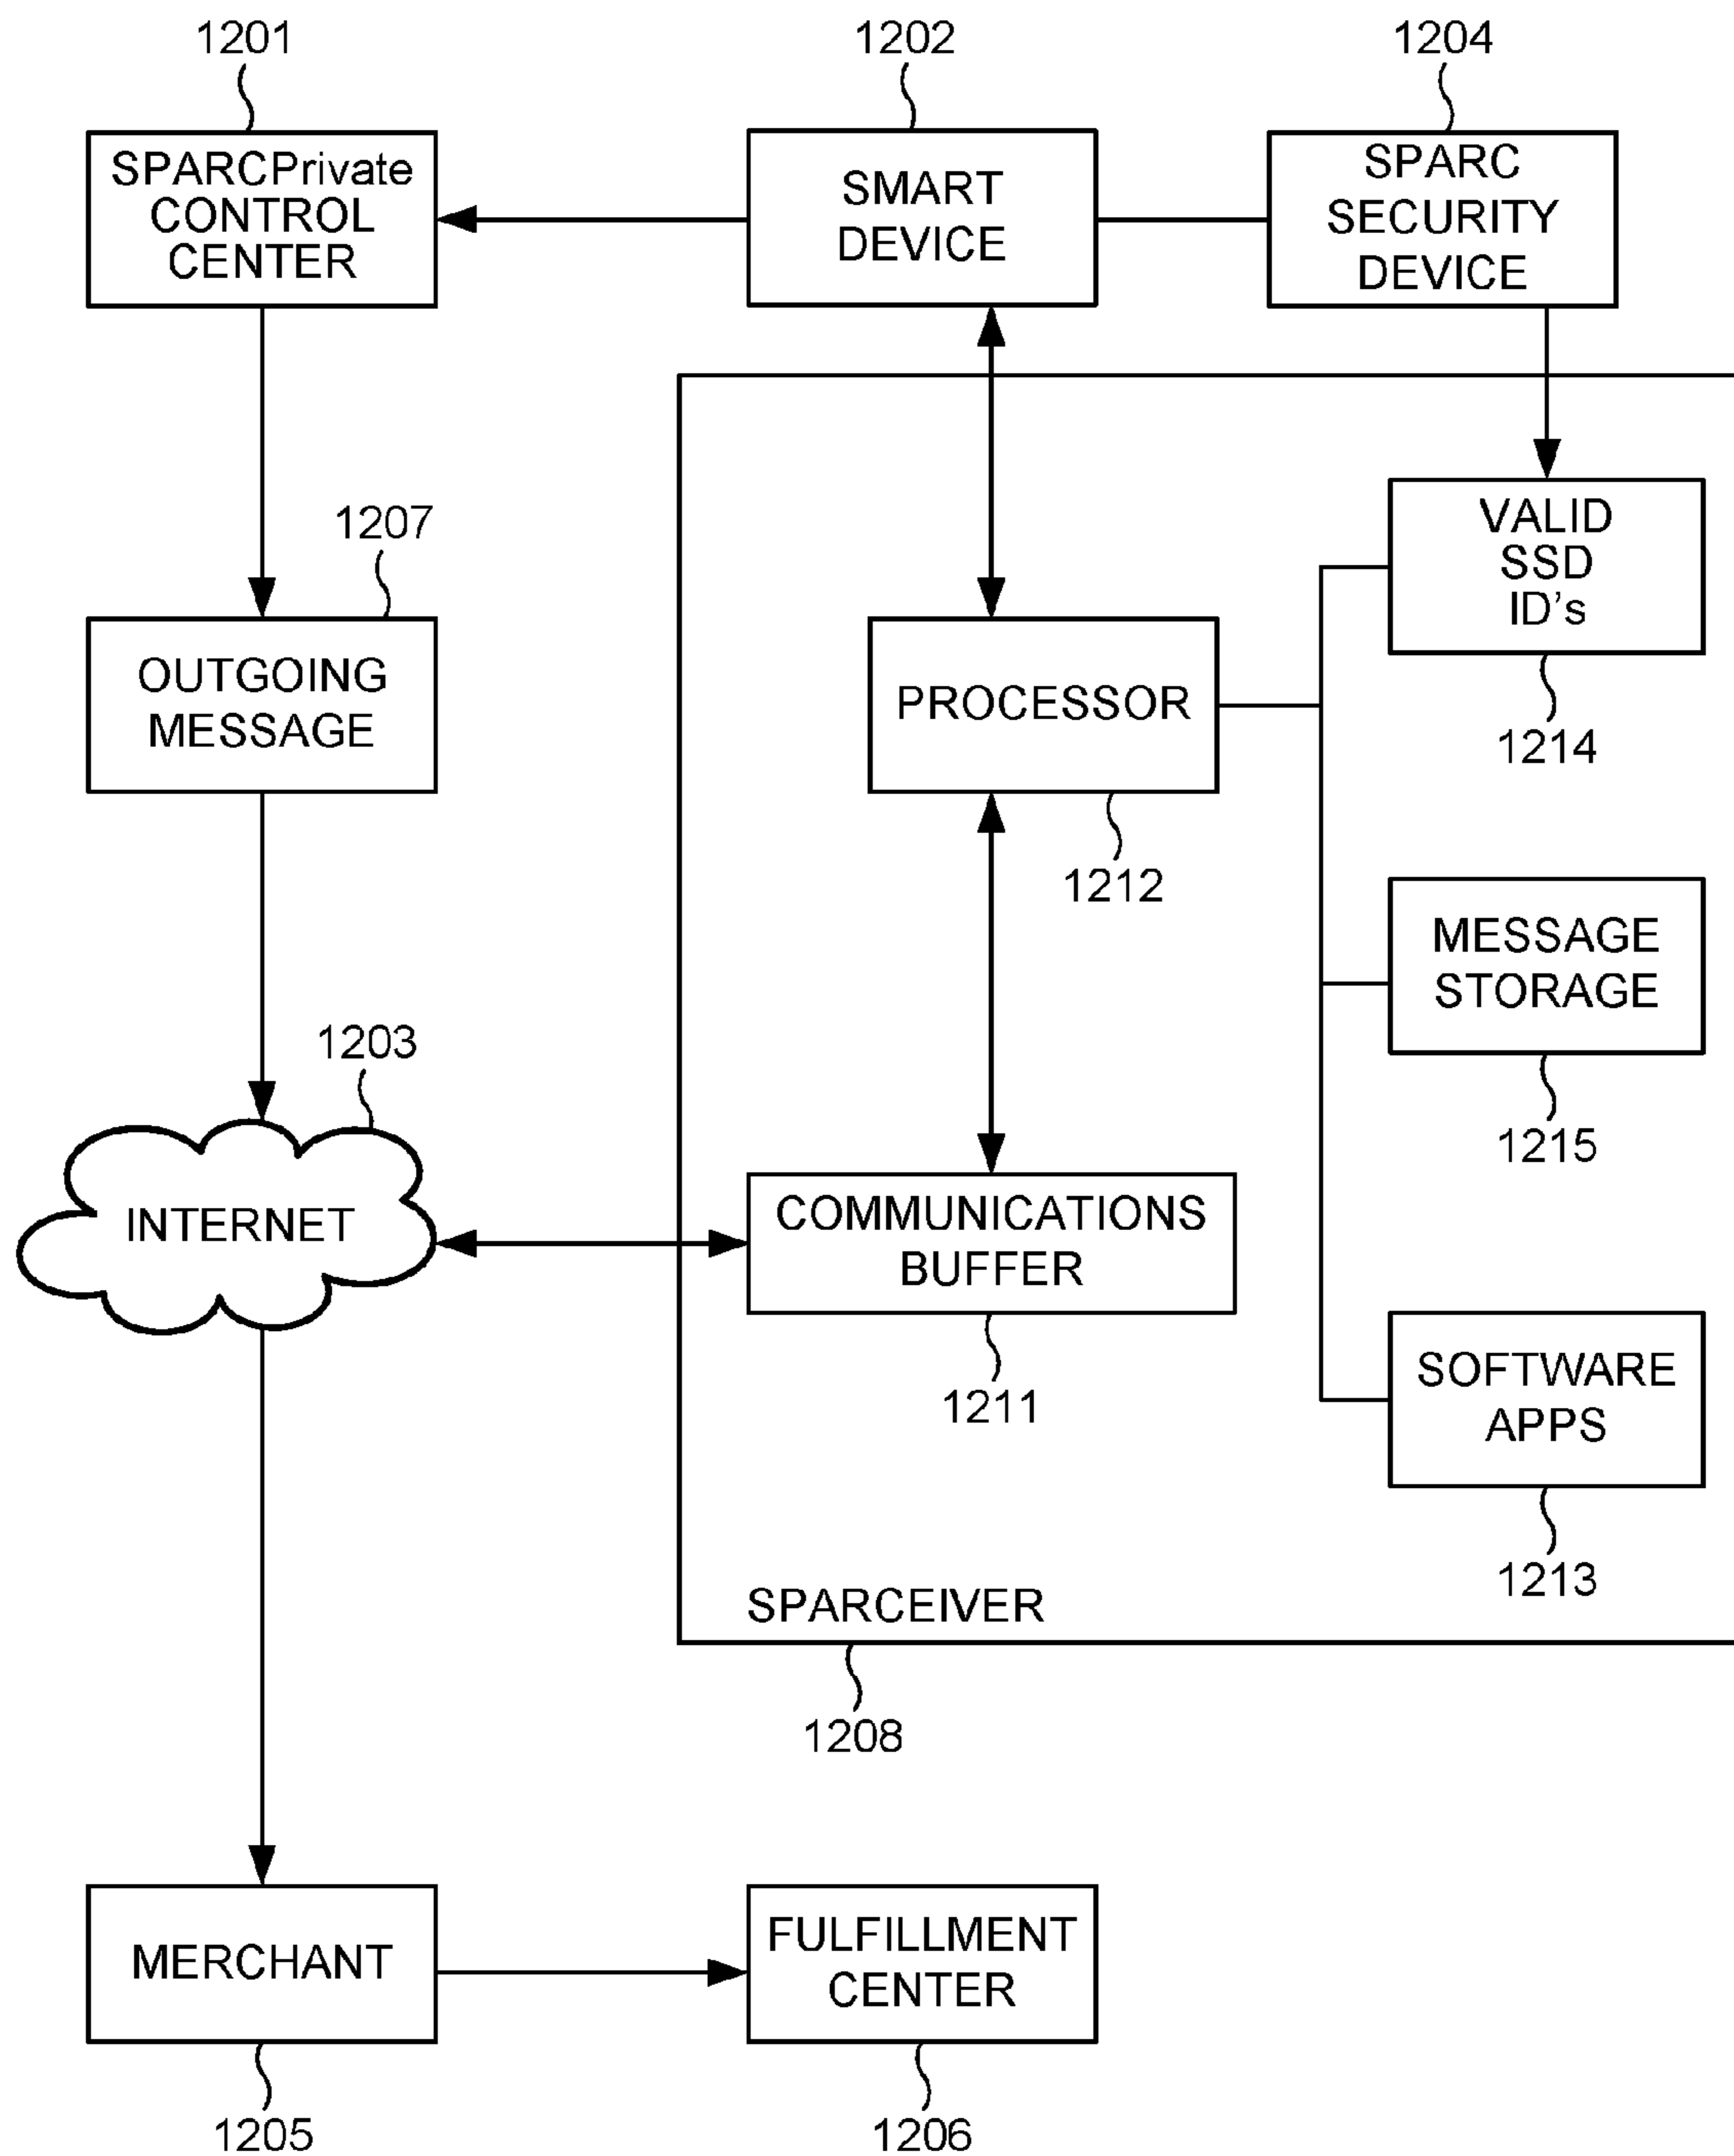 1201
1202
1204
SPARCPrivate
CONTROL
CENTER
SMART
DEVICE
SPARC
SECURITY
DEVICE
1207
OUTGOING
MESSAGE
VALID
SSD
ID's
1214
PROCESSOR
1212
MESSAGE
STORAGE
1215
1203
INTERNET
COMMUNICATIONS
BUFFER
1211
SOFTWARE
APPS
1213
SPARCEIVER
1208
MERCHANT
1205
FULFILLMENT
CENTER
1206